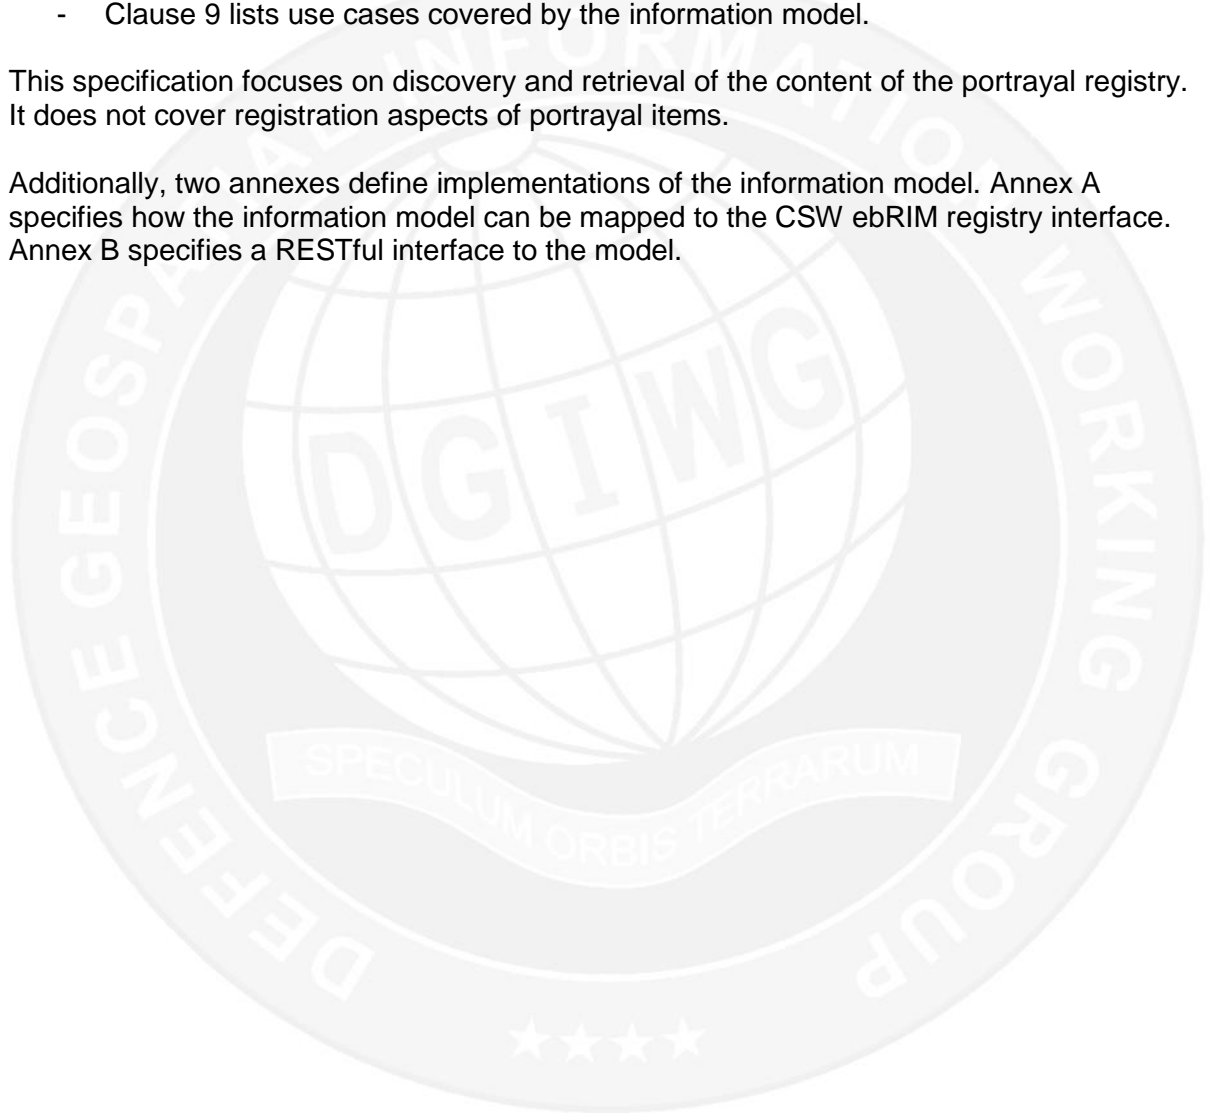 - Clause 9 lists use cases covered by the information model.
This specification focuses on discovery and retrieval of the content of the portrayal registry.
It does not cover registration aspects of portrayal items.
Additionally, two annexes define implementations of the information model. Annex A
specifies how the information model can be mapped to the CSW ebRIM registry interface.
Annex B specifies a RESTful interface to the model.
DEFENCE GEOSPATIAL INFORMATION WORKING GROUP
DGIWG
SPECULUM ORBIS TERRARUM